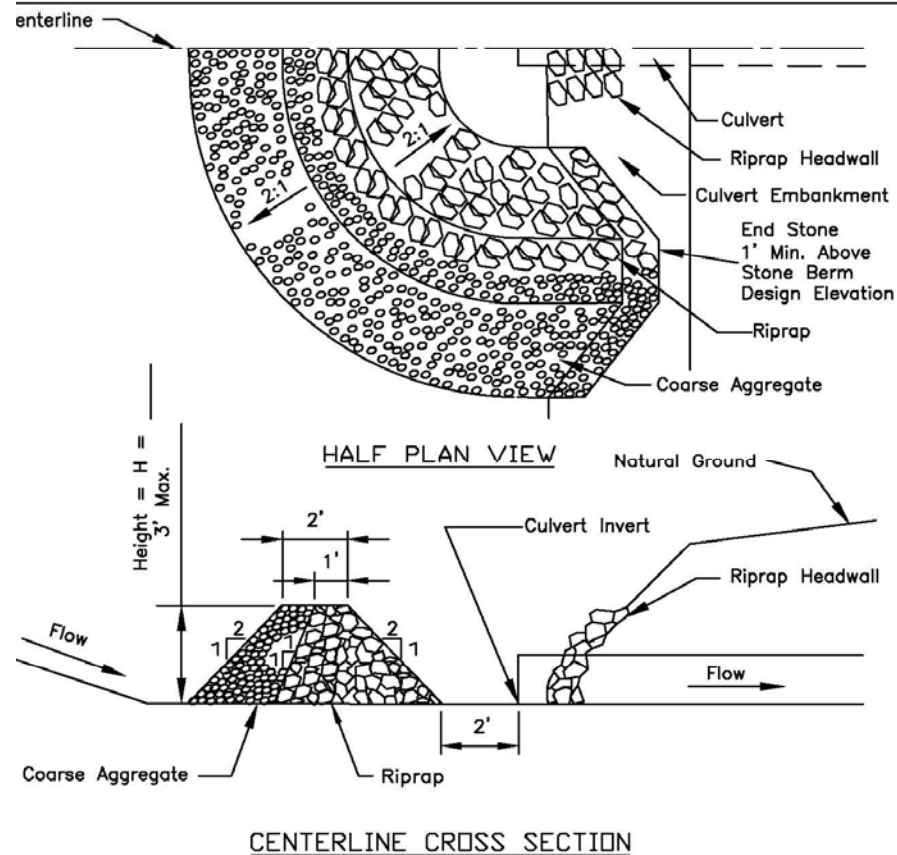 enterline
2:1
2:1
Culvert
Riprap Headwall
Culvert Embankment
End Stone
1' Min. Above
Stone Berm
Design Elevation
Riprap
Coarse Aggregate
HALF PLAN VIEW
Natural Ground
Height = H =
3' Max.
2'
1'
Culvert Invert
Riprap Headwall
Flow
2
1
1
1
2
1
Flow
2'
Coarse Aggregate
Riprap
CENTERLINE CROSS SECTION